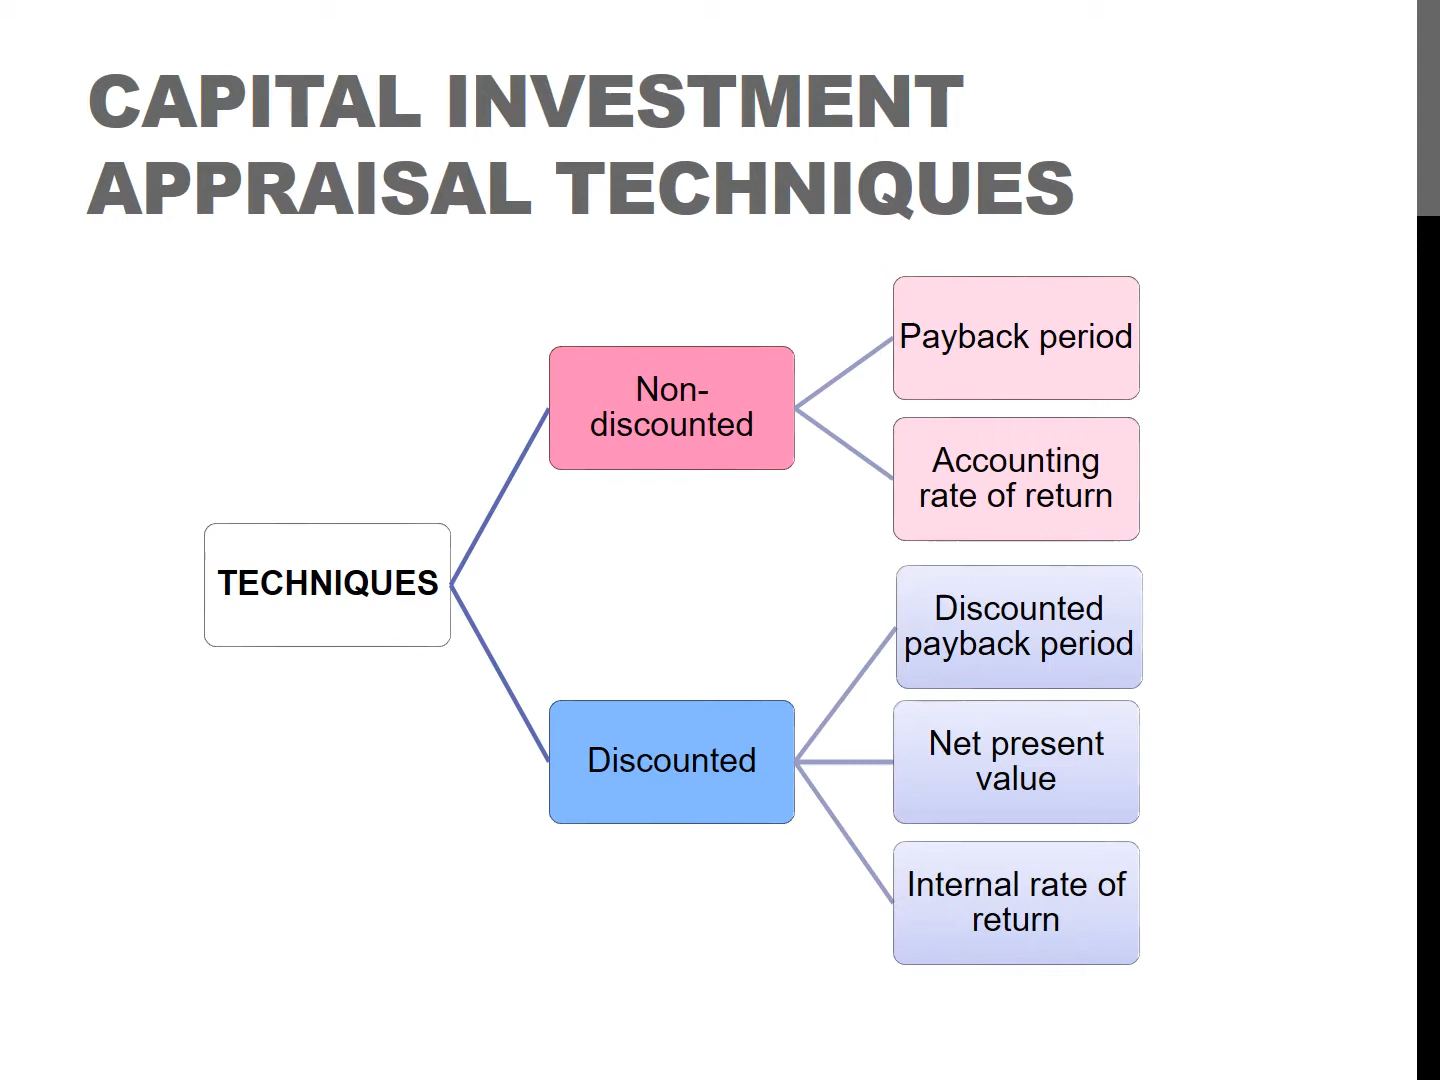 CAPITAL INVESTMENT
APPRAISAL TECHNIQUES
TECHNIQUES
Non-
discounted
Payback period
Accounting
rate of return
Discounted
Discounted
payback period
Net present
value
Internal rate of
return